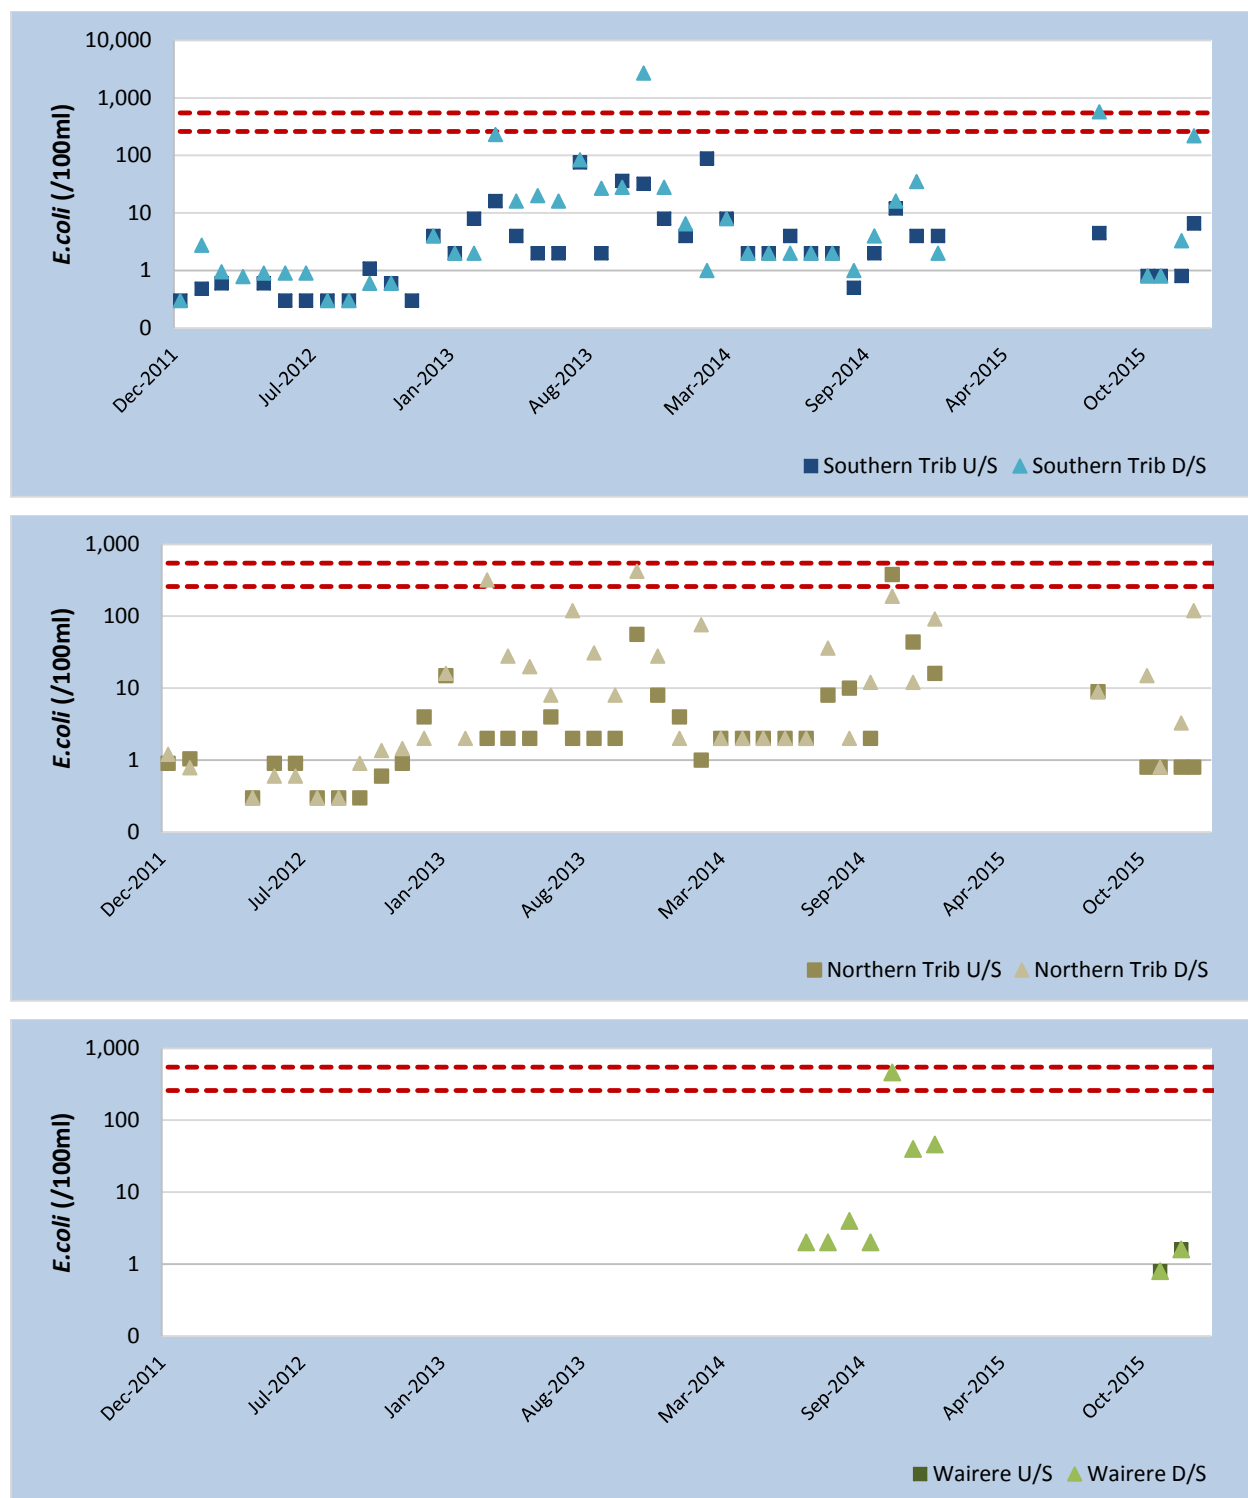 10,000
1,000
100
10
1
0
E.coli (/100ml)
Dec-2011
Jul-2012
Jan-2013
Aug-2013
Mar-2014
Sep-2014
Apr-2015
Oct-2015
Southern Trib U/S
Southern Trib D/S
1,000
100
10
1
0
E.coli (/100ml)
Dec-2011
Jul-2012
Jan-2013
Aug-2013
Mar-2014
Sep-2014
Apr-2015
Oct-2015
Northern Trib U/S
Northern Trib D/S
1,000
100
10
1
0
E.coli (/100ml)
Dec-2011
Jul-2012
Jan-2013
Aug-2013
Mar-2014
Sep-2014
Apr-2015
Oct-2015
Wairere U/S
Wairere D/S